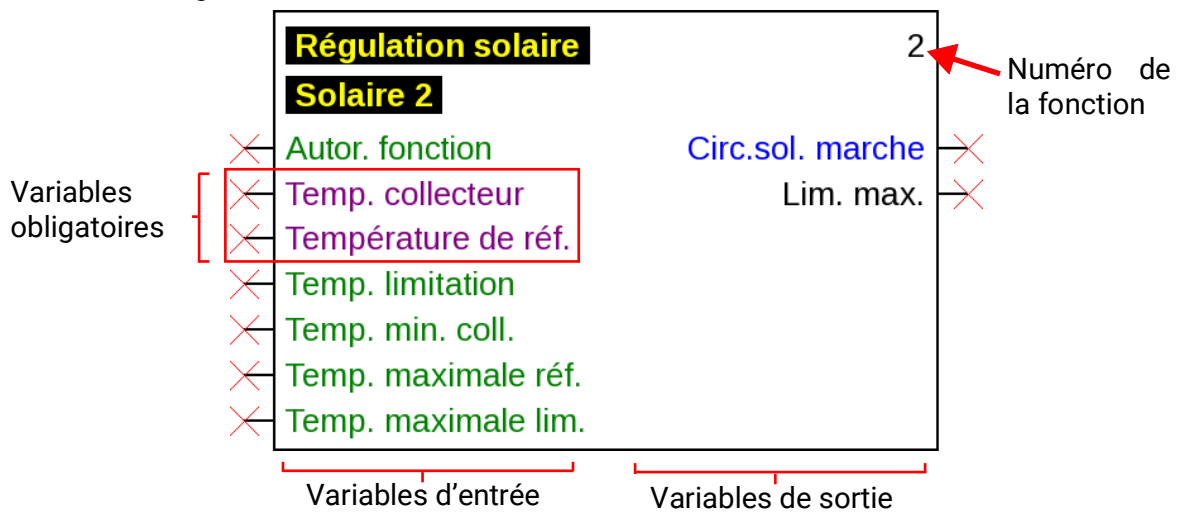 Régulation solaire 2
Solaire 2
Numéro de
la fonction
Autor. fonction Circ.sol. marche
Variables
obligatoires
Temp. collecteur Lim. max.
Température de réf.
Temp. limitation
Temp. min. coll.
Temp. maximale réf.
Temp. maximale lim.
Variables d’entrée Variables de sortie